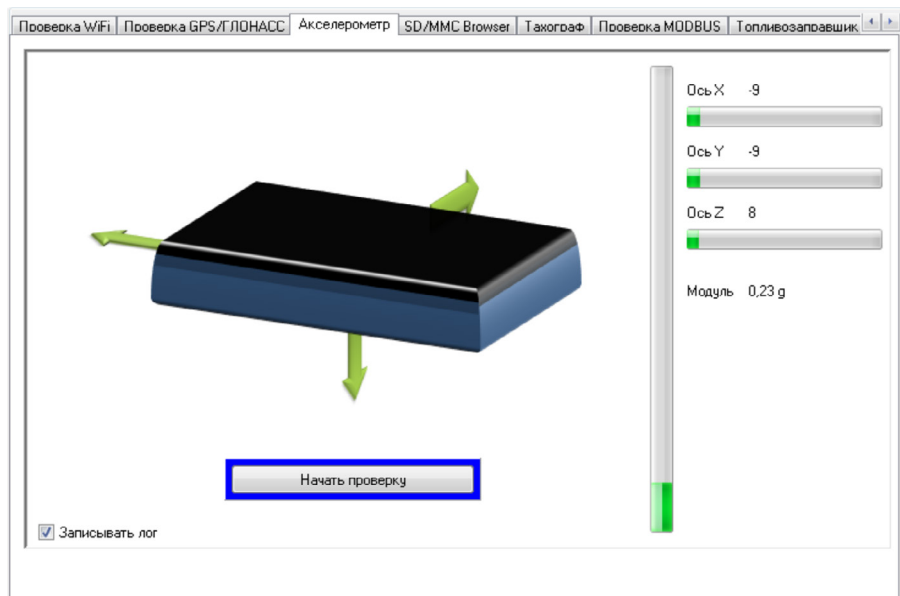 Проверка WiFi Проверка GPS/ГЛОНАСС Акселерометр SD/MMC Browser Тахограф Проверка MODBUS Топливозаправщик
Ось X -9
Ось Y -9
Ось Z 8
Модуль 0,23 g
Начать проверку
Записывать лог